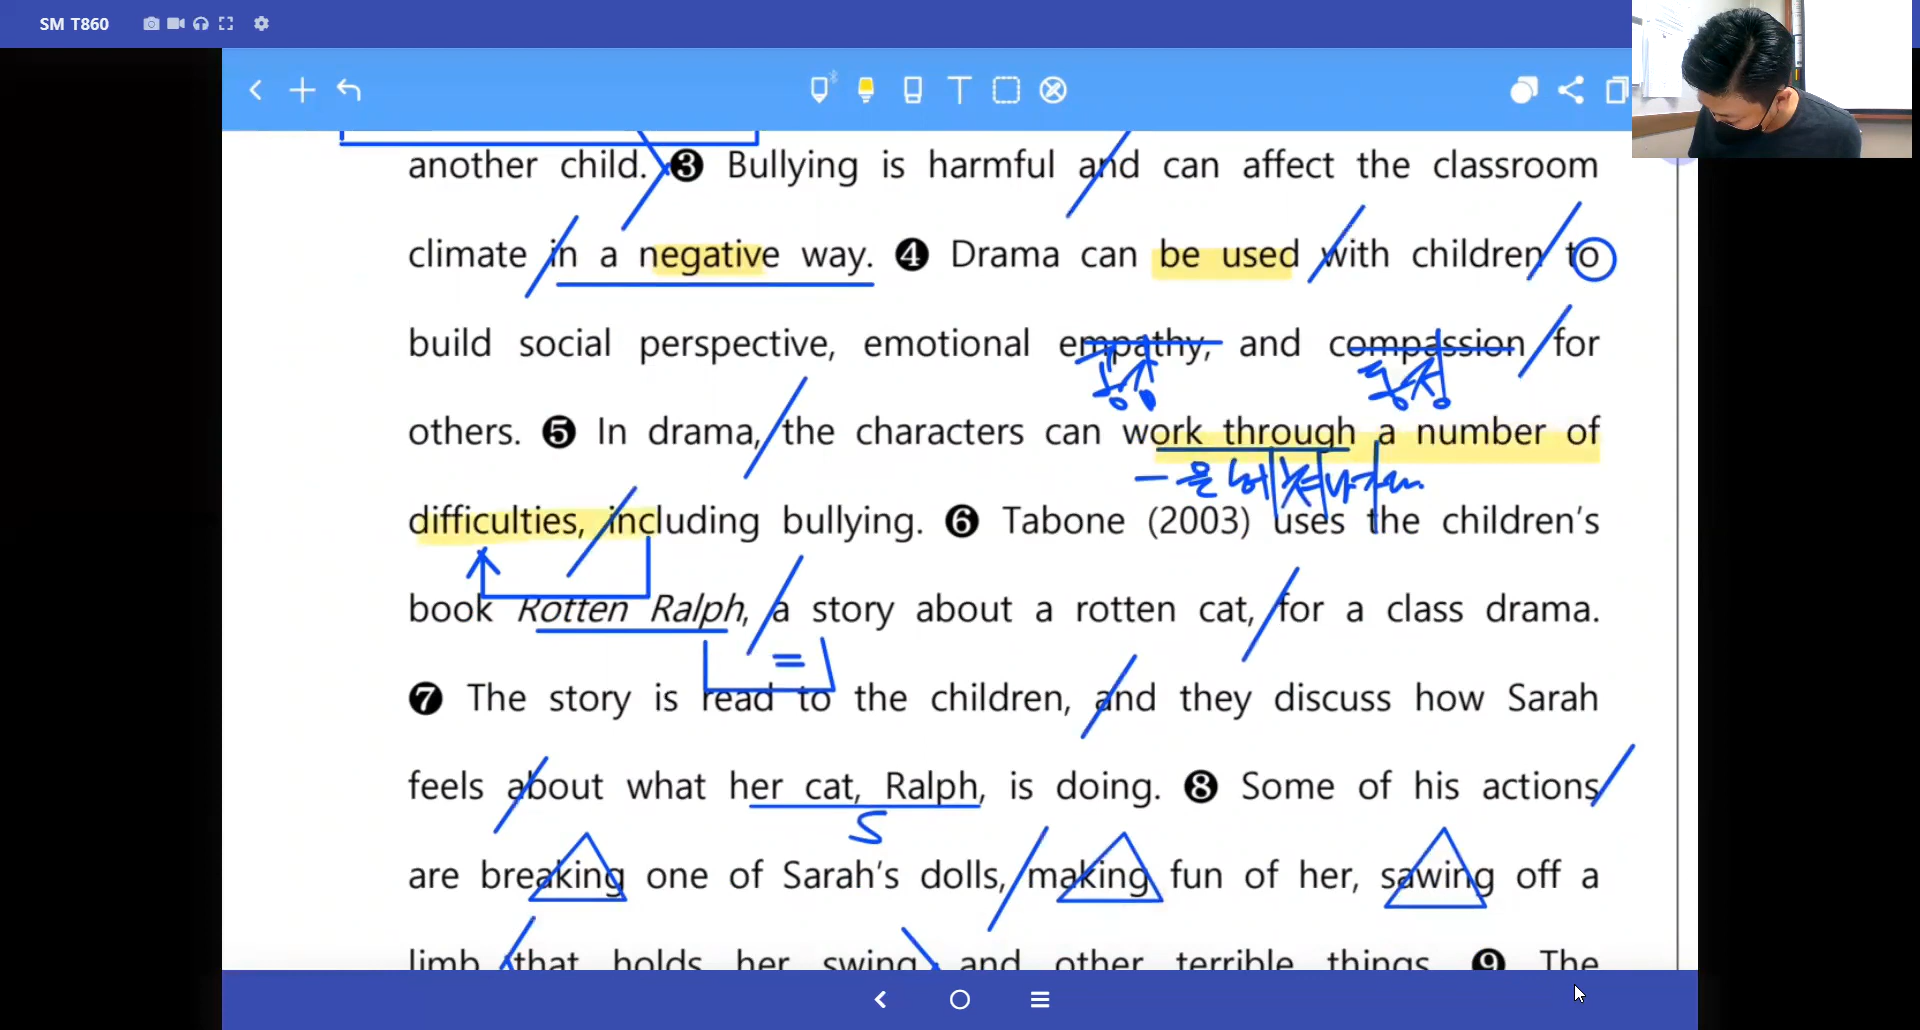 SM T860
another child. ❸ Bullying is harmful and can affect the classroom
climate in a negative way. ❹ Drama can be used with children to
build social perspective, emotional empathy, and compassion for
공감 동정
others. ❺ In drama, the characters can work through a number of
difficulties, including bullying. ❻ Tabone (2003) uses the children's
book Rotten Ralph, a story about a rotten cat, for a class drama.
=
❼ The story is read to the children, and they discuss how Sarah
feels about what her cat, Ralph, is doing. ❽ Some of his actions
S
are breaking one of Sarah's dolls, making fun of her, sawing off a
limb that holds her swing, and other terrible things. ❾ The